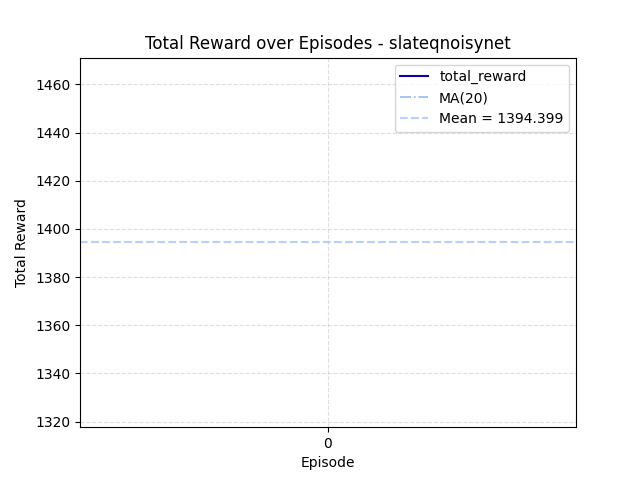 Total Reward over Episodes - slateqnoisynet
total_reward
MA(20)
Mean = 1394.399
Total Reward
1460
1440
1420
1400
1380
1360
1340
1320
0
Episode